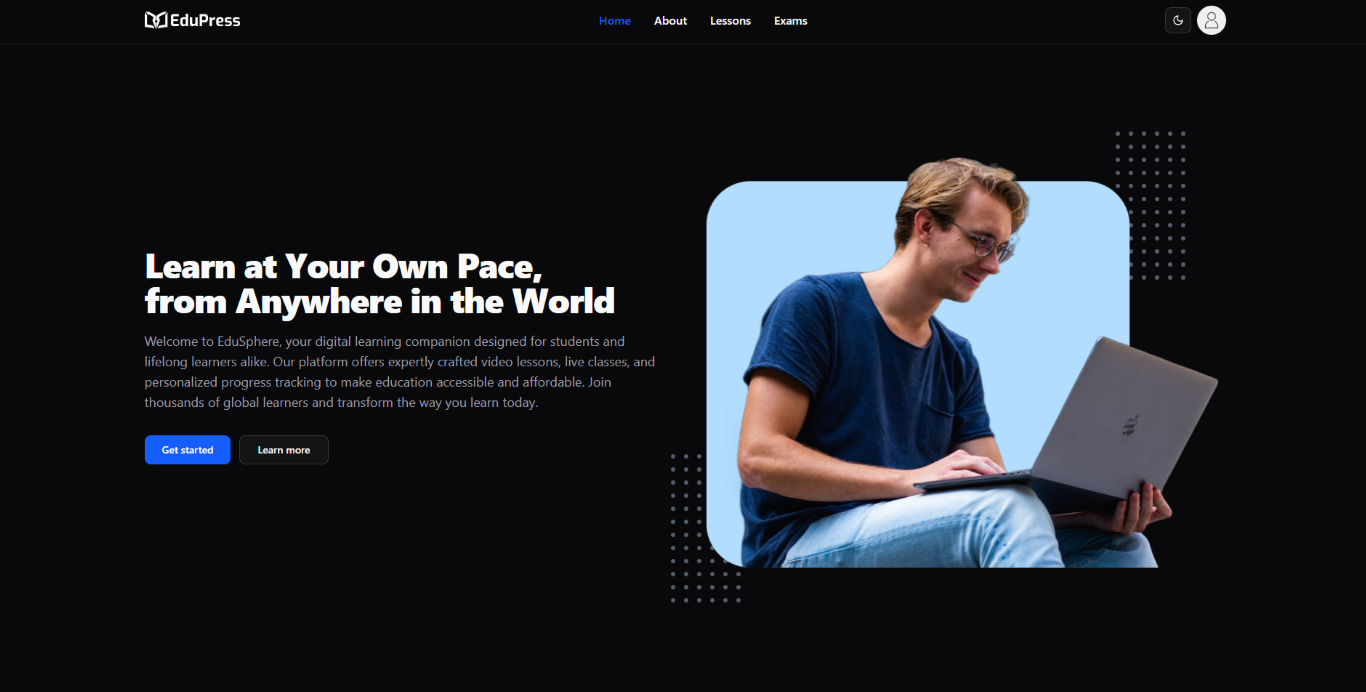 EduPress
Home
About
Lessons
Exams
Learn at Your Own Pace,
from Anywhere in the World
Welcome to EduSphere, your digital learning companion designed for students and
lifelong learners alike. Our platform offers expertly crafted video lessons, live classes, and
personalized progress tracking to make education accessible and affordable. Join
thousands of global learners and transform the way you learn today.
Get started
Learn more